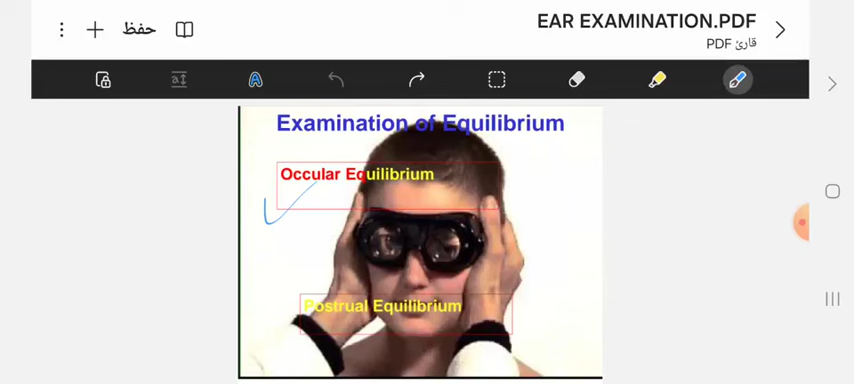 EAR EXAMINATION.PDF
قارئ PDF
حفظ
Examination of Equilibrium
Occular Equilibrium
Postrual Equilibrium